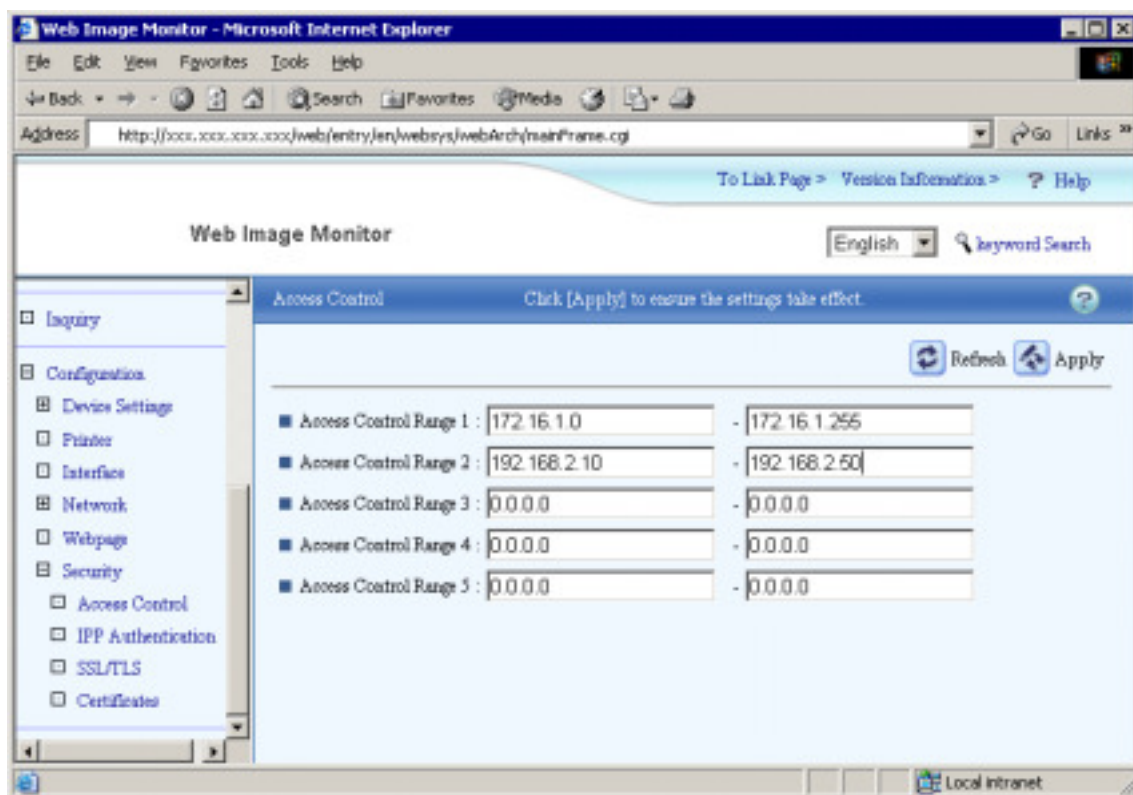 Web Image Monitor - Microsoft Internet Explorer
File Edit View Favorites Tools Help
Back Search Favorites Media
Address http://xxx.xxx.xxx.xxx/web/entry/en/websys/webArch/mainFrame.cgi Go Links »
To Link Page > Version Information > ? Help
Web Image Monitor
English keyword Search
Access Control Click [Apply] to ensure the settings take effect. ?
Refresh Apply
Inquiry
Configuration
Device Settings
Printer
Interface
Network
Webpage
Security
Access Control
IPP Authentication
SSL/TLS
Certificates
Access Control Range 1 : 172.16.1.0 - 172.16.1.255
Access Control Range 2 : 192.168.2.10 - 192.168.2.50
Access Control Range 3 : 0.0.0.0 - 0.0.0.0
Access Control Range 4 : 0.0.0.0 - 0.0.0.0
Access Control Range 5 : 0.0.0.0 - 0.0.0.0
Local intranet